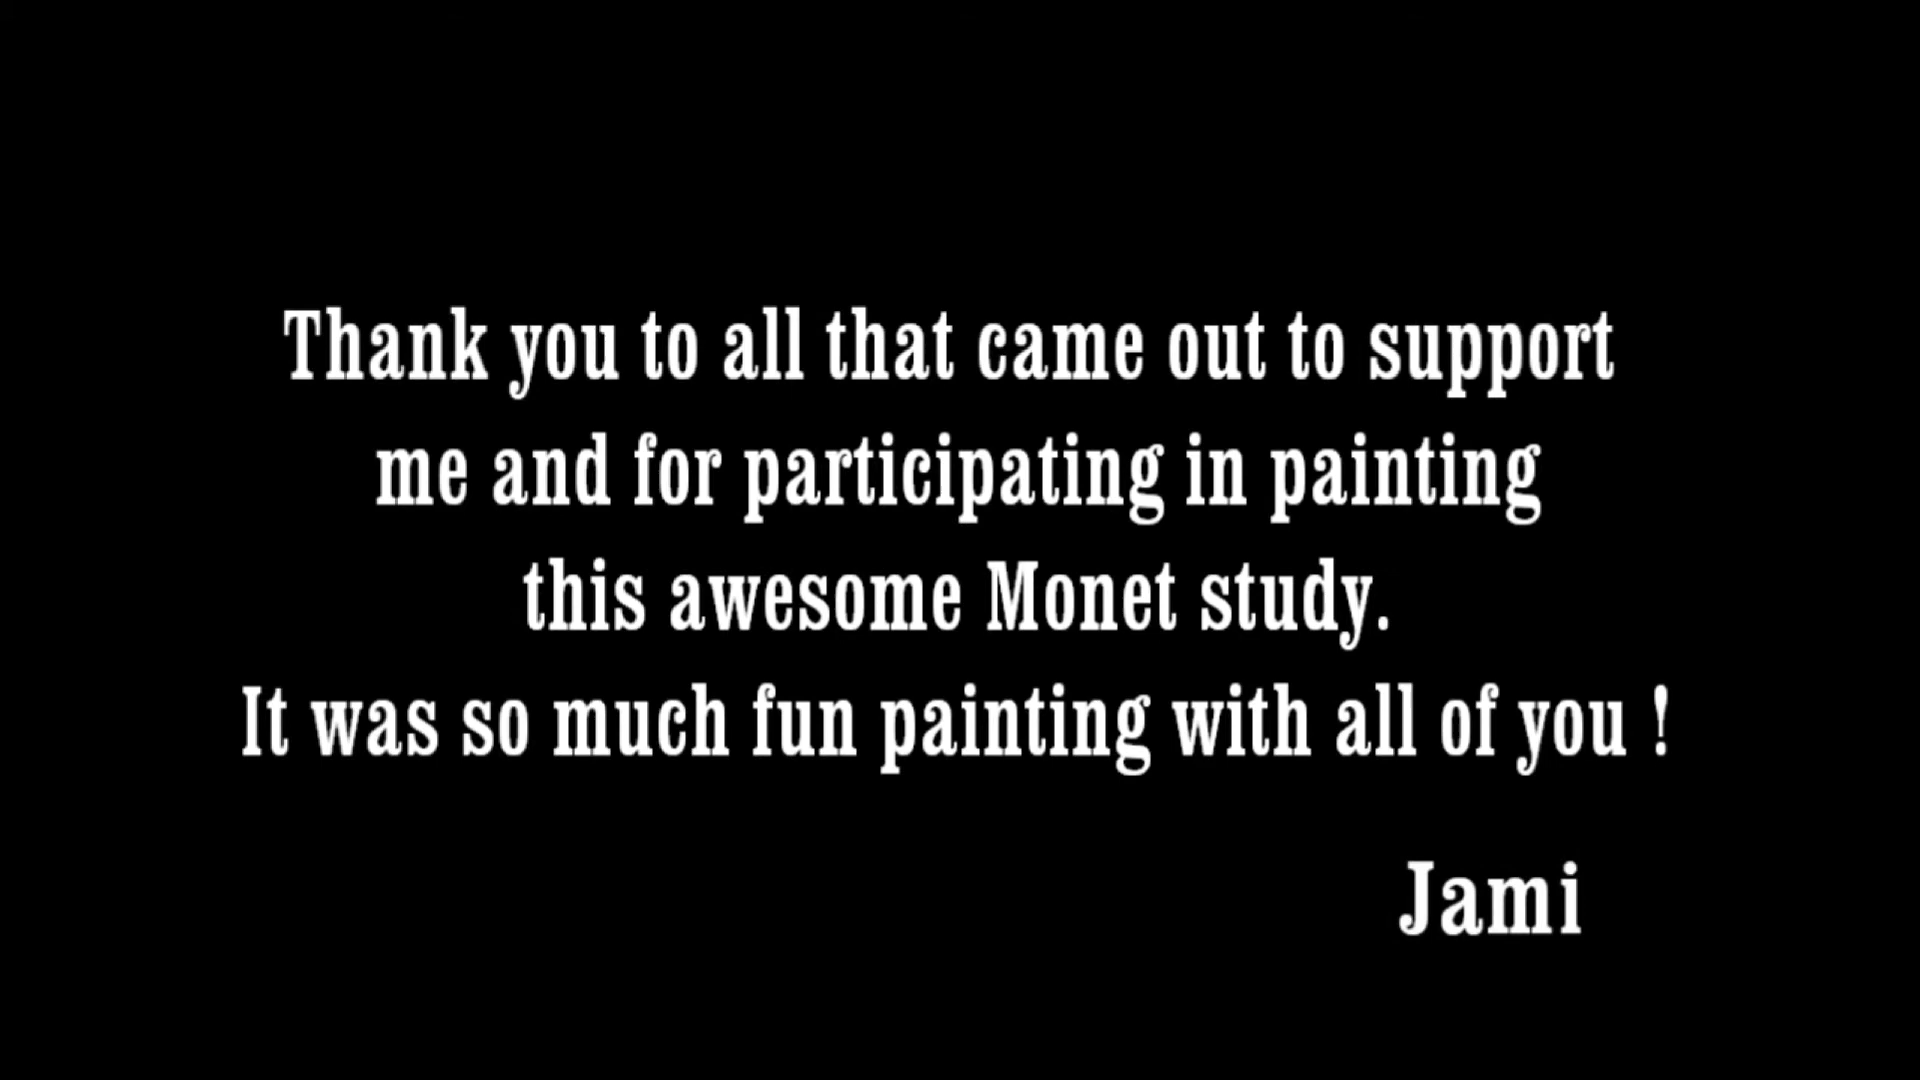 Thank you to all that came out to support
me and for participating in painting
this awesome Monet study.
It was so much fun painting with all of you !
Jami